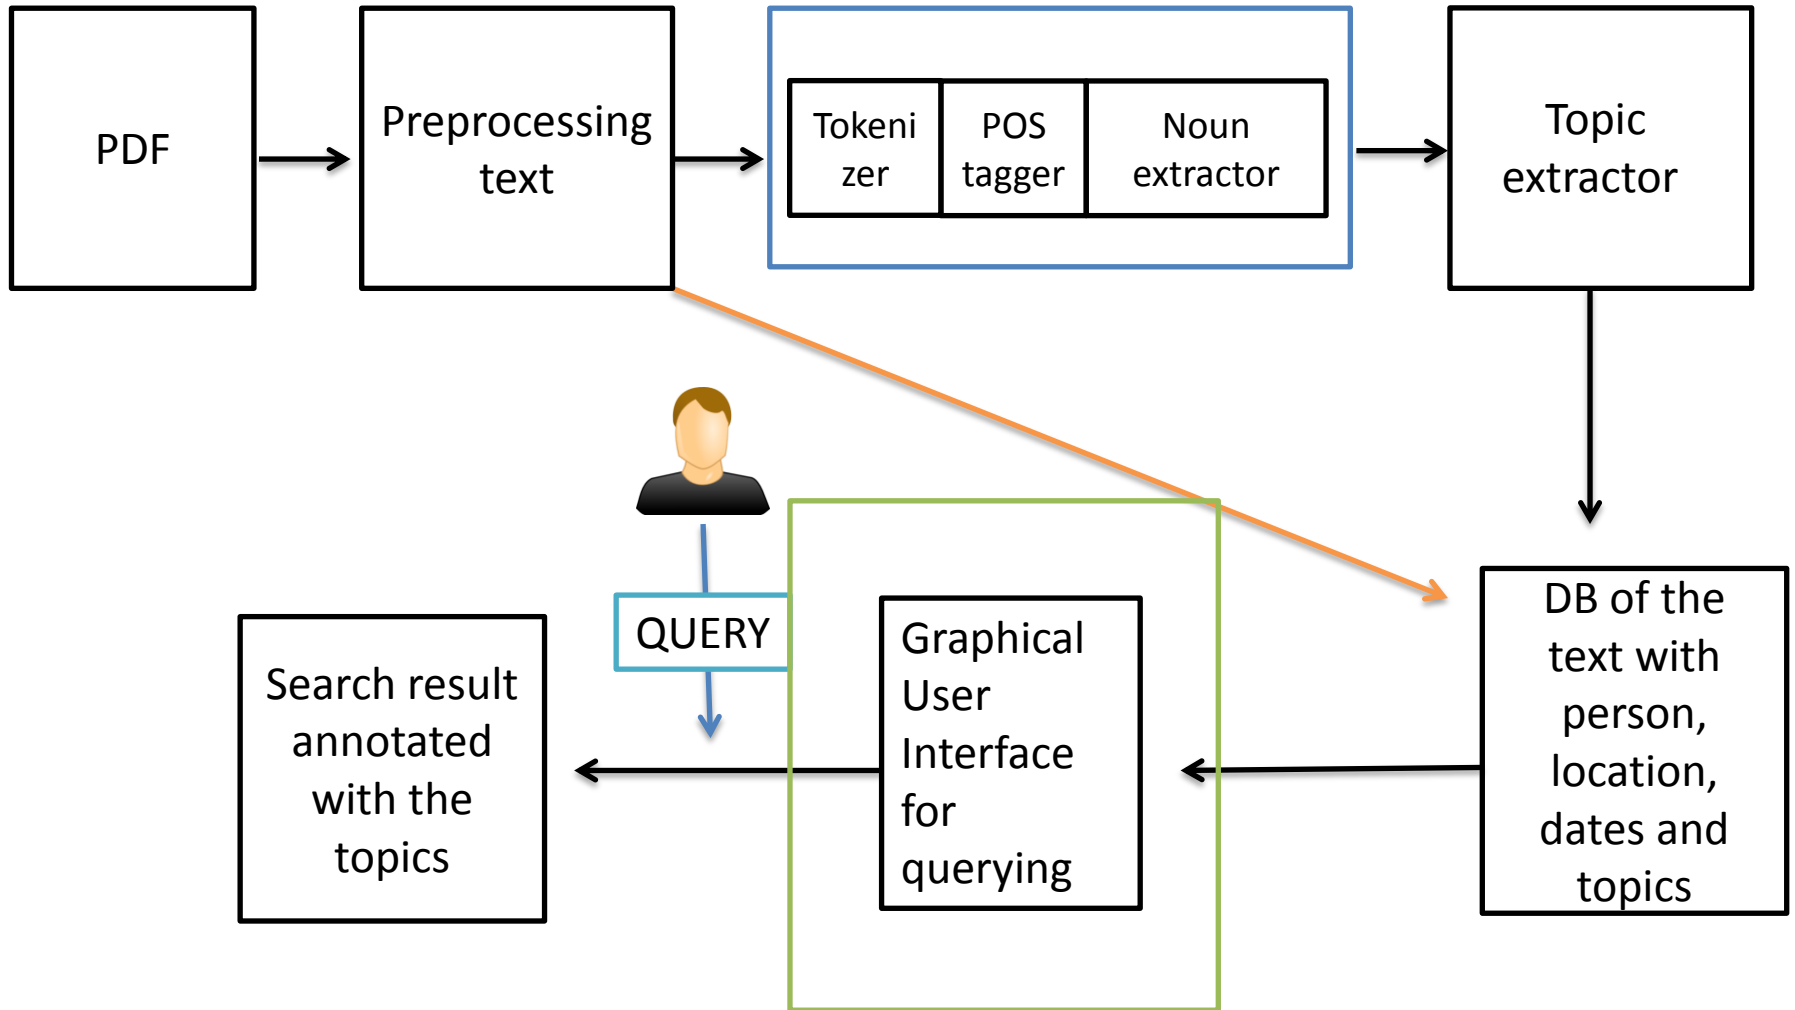 PDF
Preprocessing
text
Tokeni
zer
POS
tagger
Noun
extractor
Topic
extractor
QUERY
Search result
annotated
with the
topics
Graphical
User
Interface
for
querying
DB of the
text with
person,
location,
dates and
topics